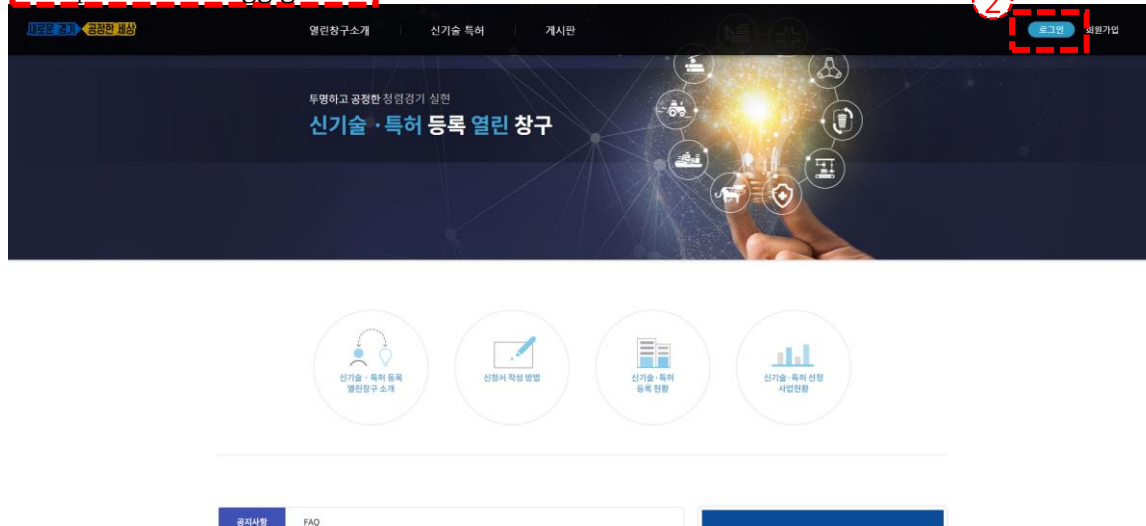 ②
새로운 경기 공정한 세상
열린창구소개
신기술 특허
게시판
로그인
회원가입
투명하고 공정한 청렴경기 실현
신기술·특허 등록 열린 창구
신기술·특허 등록
열린창구 소개
신청서 작성 방법
신기술·특허
등록 현황
신기술·특허 선정
사업현황
공지사항
FAQ